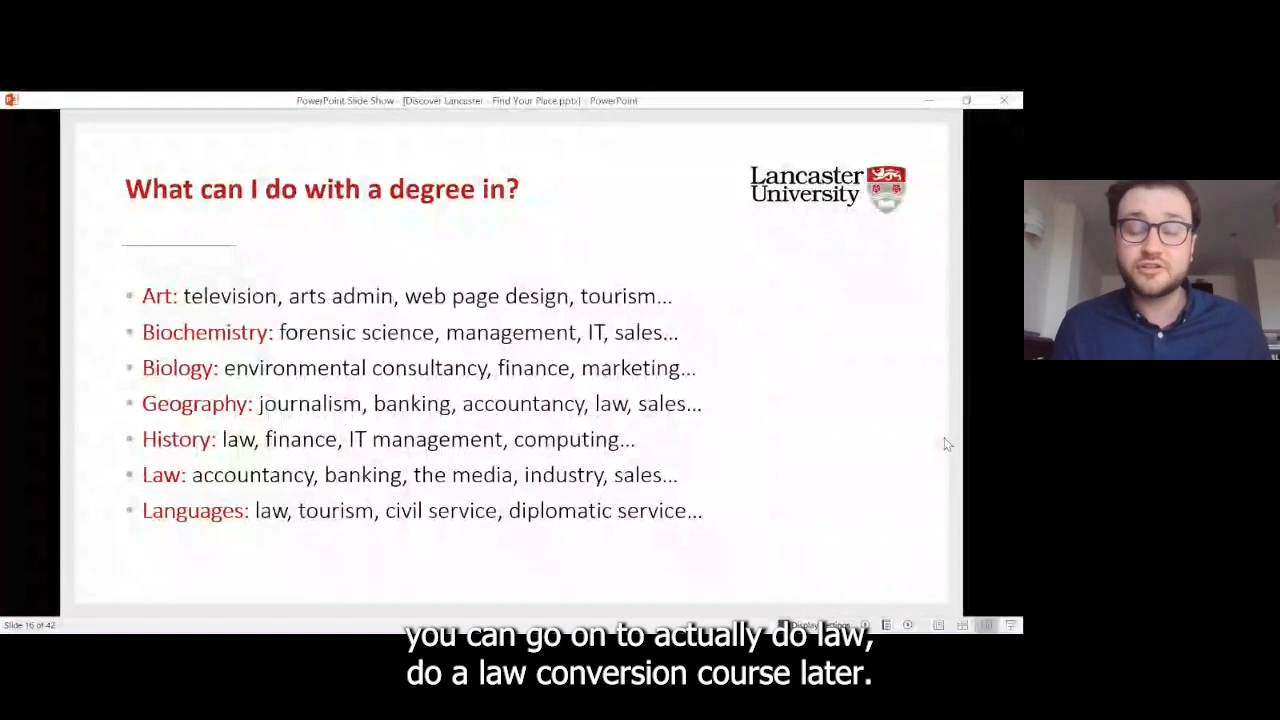 PowerPoint Slide Show - [Discover Lancaster - Find Your Place.pptx] - PowerPoint
What can I do with a degree in?
Lancaster
University
Art: television, arts admin, web page design, tourism...
Biochemistry: forensic science, management, IT, sales...
Biology: environmental consultancy, finance, marketing...
Geography: journalism, banking, accountancy, law, sales...
History: law, finance, IT management, computing...
Law: accountancy, banking, the media, industry, sales...
Languages: law, tourism, civil service, diplomatic service...
Slide 16 of 42
Display Settings
you can go on to actually do law,
do a law conversion course later.